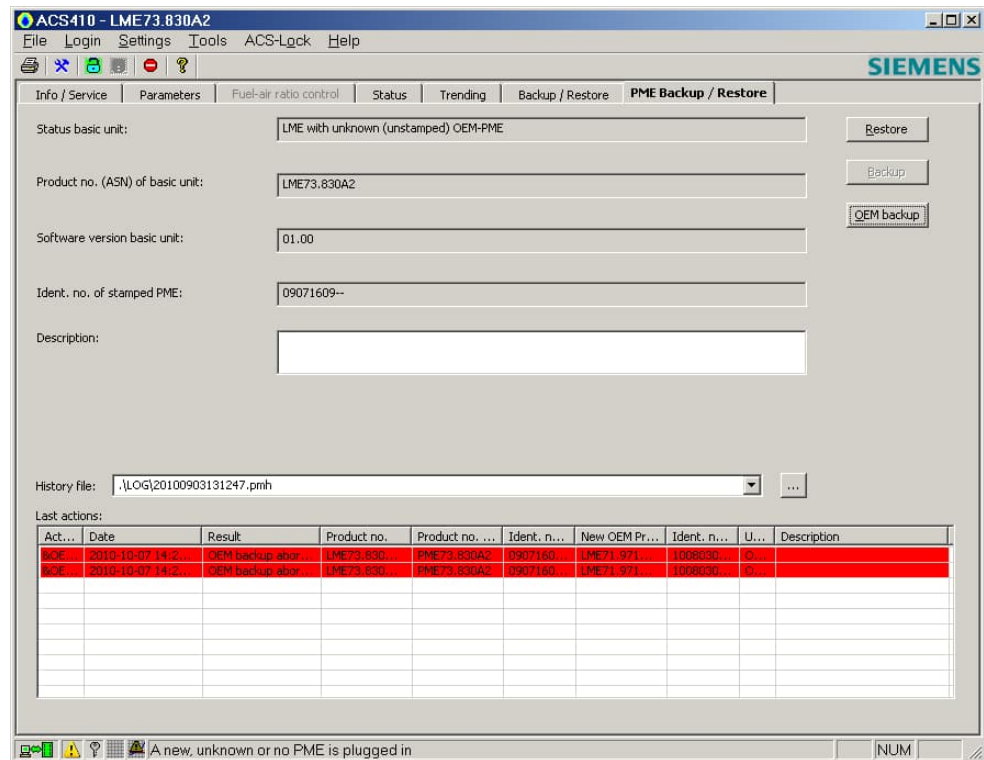 ACS410 - LME73.830A2
File Login Settings Tools ACS-Lock Help
SIEMENS
Info / Service Parameters Fuel-air ratio control Status Trending Backup / Restore PME Backup / Restore
Status basic unit: LME with unknown (unstamped) OEM-PME Restore
Product no. (ASN) of basic unit: LME73.830A2 Backup
OEM backup
Software version basic unit: 01.00
Ident. no. of stamped PME: 09071609--
Description:
History file: .\LOG\20100903131247.pmh ...
Last actions:
Act... Date Result Product no. Product no. ... Ident. n... New OEM Pr... Ident. n... U... Description
&OE... 2010-10-07 14:2... OEM backup abor... LME73.830... PME73.830A2 0907160... LME71.971... 1008030... O...
&OE... 2010-10-07 14:2... OEM backup abor... LME73.830... PME73.830A2 0907160... LME71.971... 1008030... O...
A new, unknown or no PME is plugged in NUM